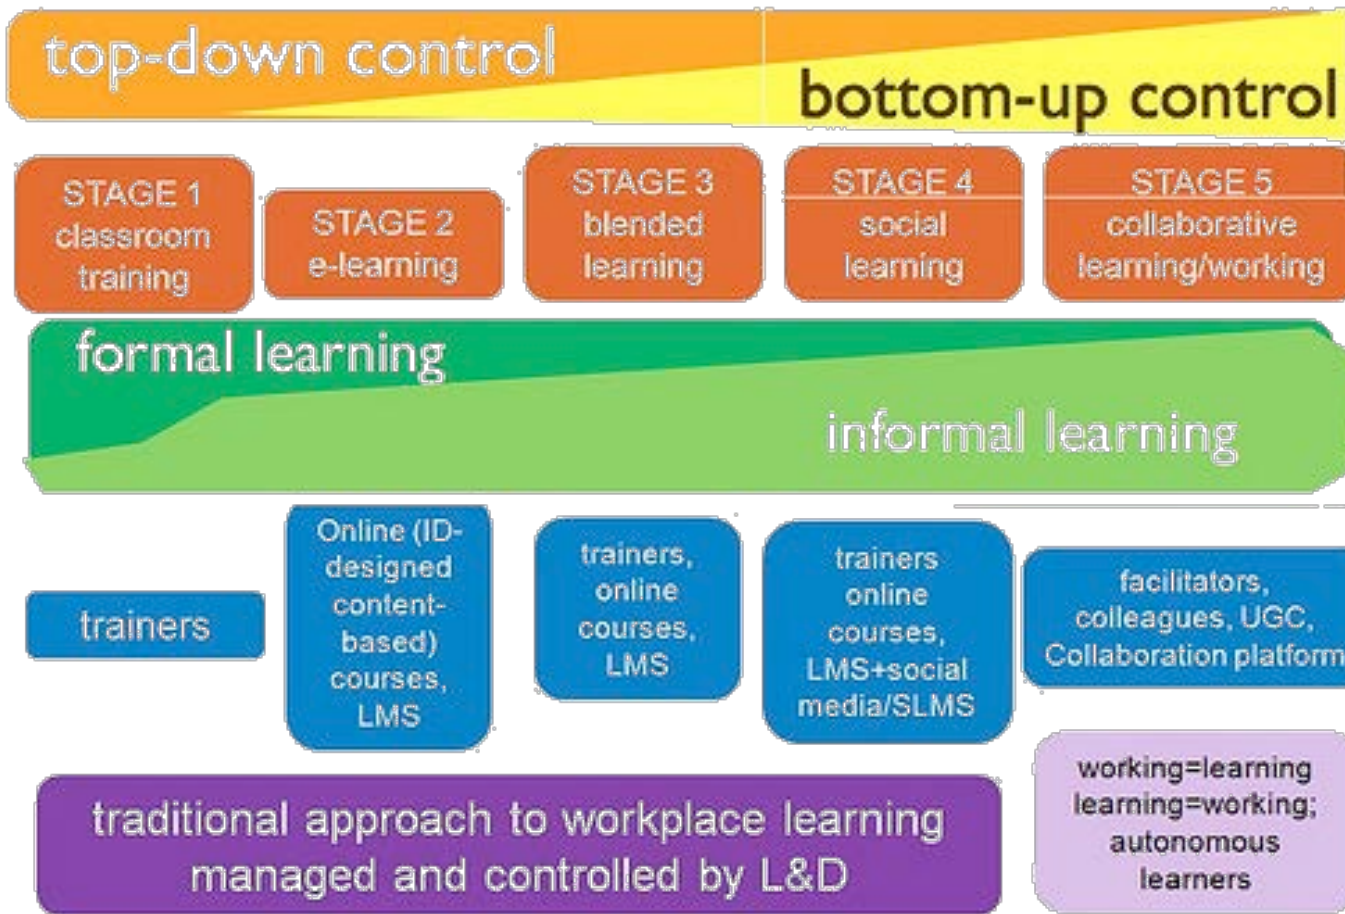 top-down control
bottom-up control
STAGE 1
classroom
training
STAGE 2
e-learning
STAGE 3
blended
learning
STAGE 4
social
learning
STAGE 5
collaborative
learning/working
formal learning
informal learning
trainers
Online (ID-
designed
content-
based)
courses,
LMS
trainers,
online
courses,
LMS
trainers
online
courses,
LMS+social
media/SLMS
facilitators,
colleagues, UGC,
Collaboration platform
traditional approach to workplace learning
managed and controlled by L&D
working=learning
learning=working;
autonomous
learners